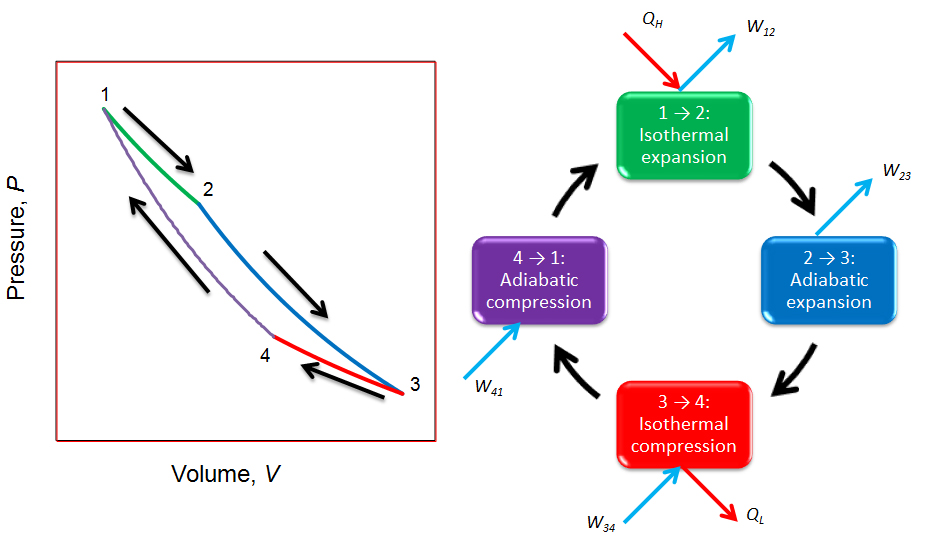 1
2
3
4
Pressure, P
Volume, V
Q_H
W_12
1 → 2:
Isothermal
expansion
W_23
2 → 3:
Adiabatic
expansion
3 → 4:
Isothermal
compression
W_34
Q_L
4 → 1:
Adiabatic
compression
W_41